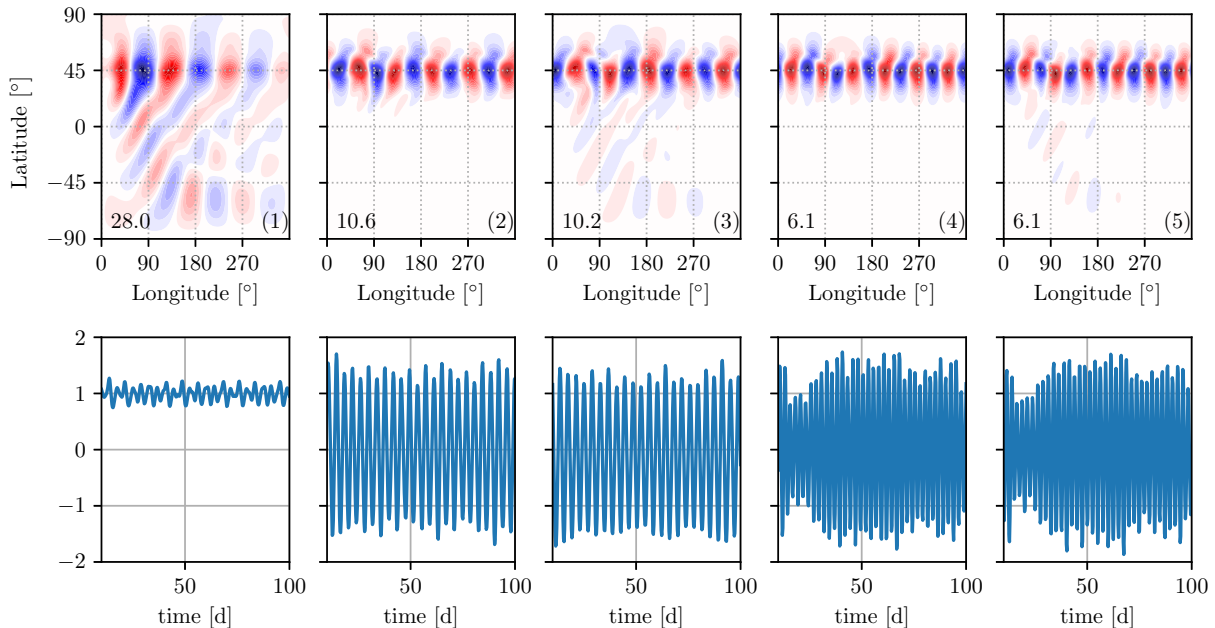 90
45
0
−45
−90
Latitude [°]
28.0 (1)
10.6 (2)
10.2 (3)
6.1 (4)
6.1 (5)
0 90 180 270
0 90 180 270
0 90 180 270
0 90 180 270
0 90 180 270
Longitude [°]
Longitude [°]
Longitude [°]
Longitude [°]
Longitude [°]
2
1
0
−1
−2
50 100
50 100
50 100
50 100
50 100
time [d]
time [d]
time [d]
time [d]
time [d]